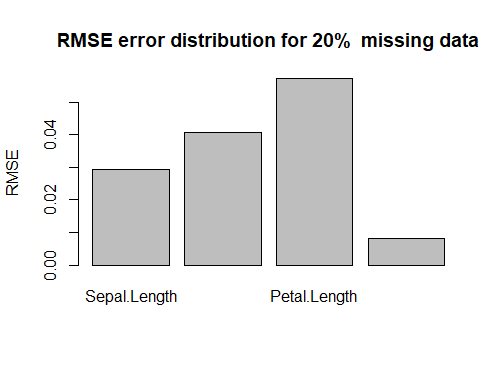 RMSE error distribution for 20%  missing data
RMSE
0.04
0.02
0.00
Sepal.Length
Petal.Length